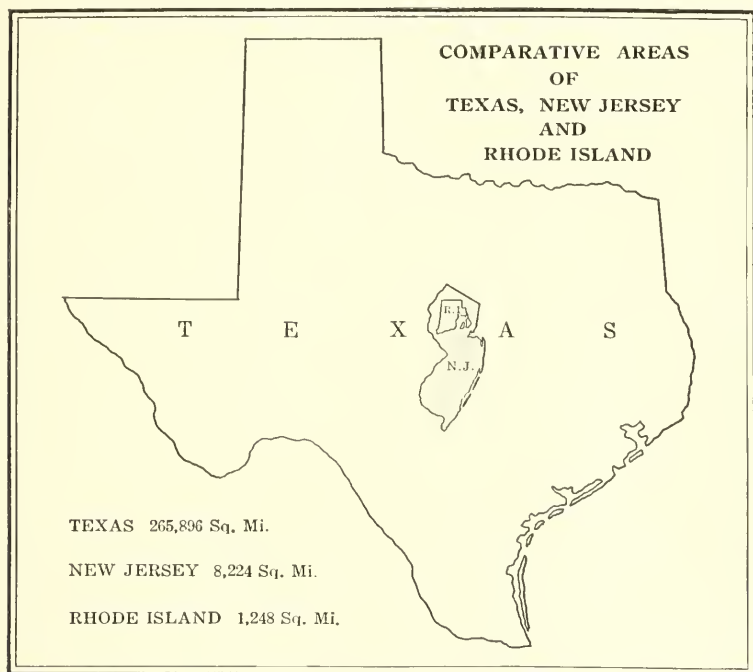 COMPARATIVE AREAS
OF
TEXAS, NEW JERSEY
AND
RHODE ISLAND
R.I.
T E X A S
N.J.
TEXAS 265,896 Sq. Mi.
NEW JERSEY 8,224 Sq. Mi.
RHODE ISLAND 1,248 Sq. Mi.